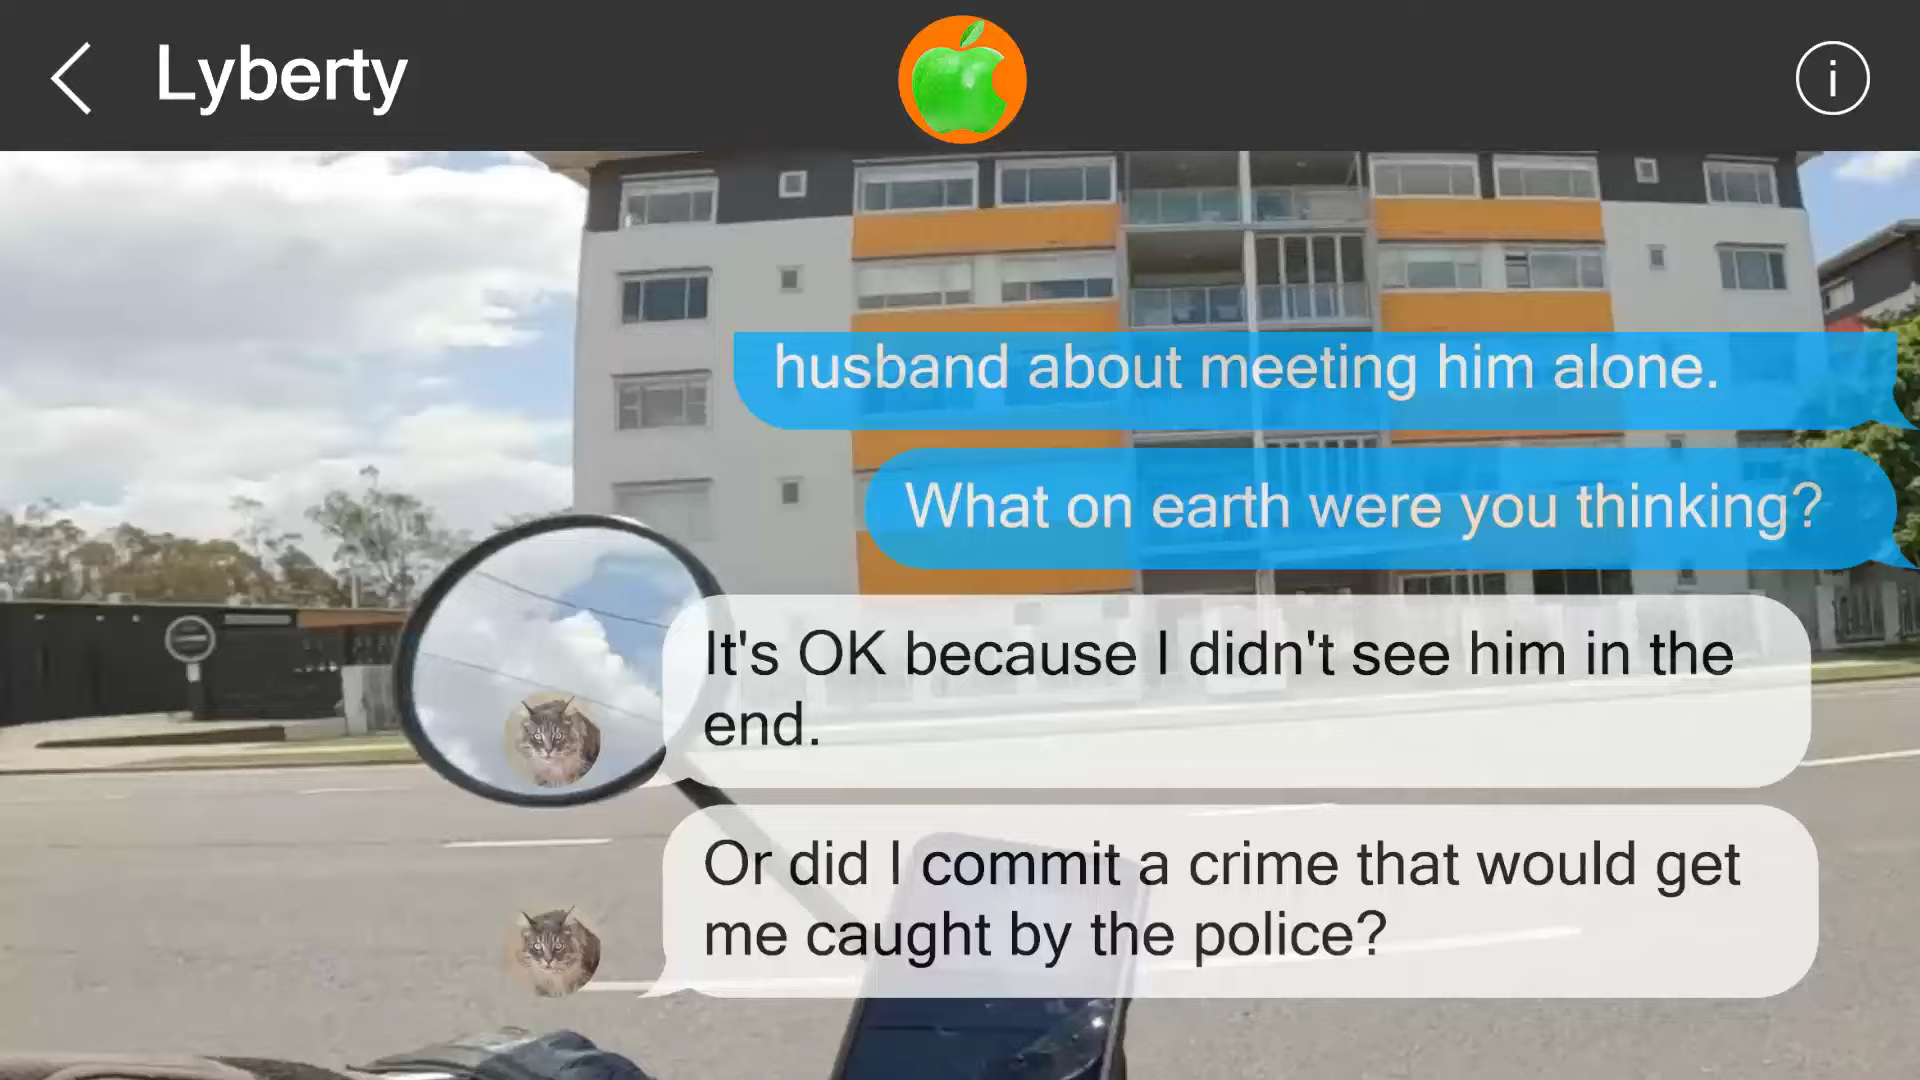 Lyberty
husband about meeting him alone.
What on earth were you thinking?
It's OK because I didn't see him in the
end.
Or did I commit a crime that would get
me caught by the police?